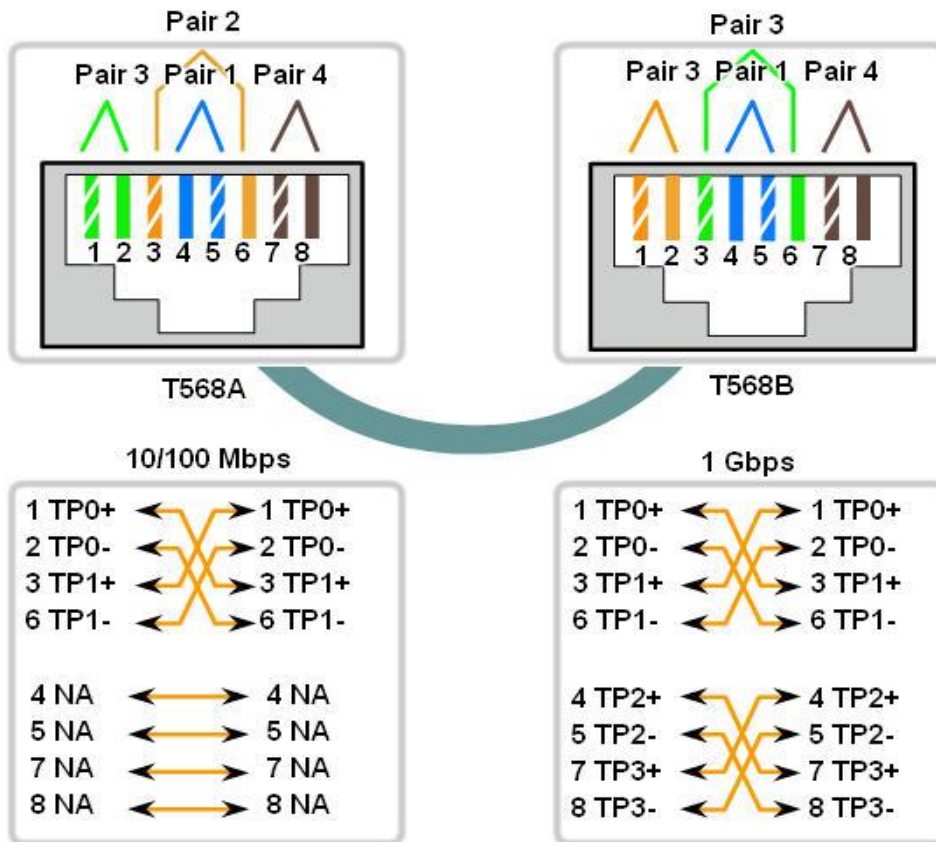 Pair 2
Pair 3 Pair 1 Pair 4
1 2 3 4 5 6 7 8
T568A
Pair 3
Pair 3 Pair 1 Pair 4
1 2 3 4 5 6 7 8
T568B
10/100 Mbps
1 TP0+ 1 TP0+
2 TP0- 2 TP0-
3 TP1+ 3 TP1+
6 TP1- 6 TP1-
4 NA 4 NA
5 NA 5 NA
7 NA 7 NA
8 NA 8 NA
1 Gbps
1 TP0+ 1 TP0+
2 TP0- 2 TP0-
3 TP1+ 3 TP1+
6 TP1- 6 TP1-
4 TP2+ 4 TP2+
5 TP2- 5 TP2-
7 TP3+ 7 TP3+
8 TP3- 8 TP3-